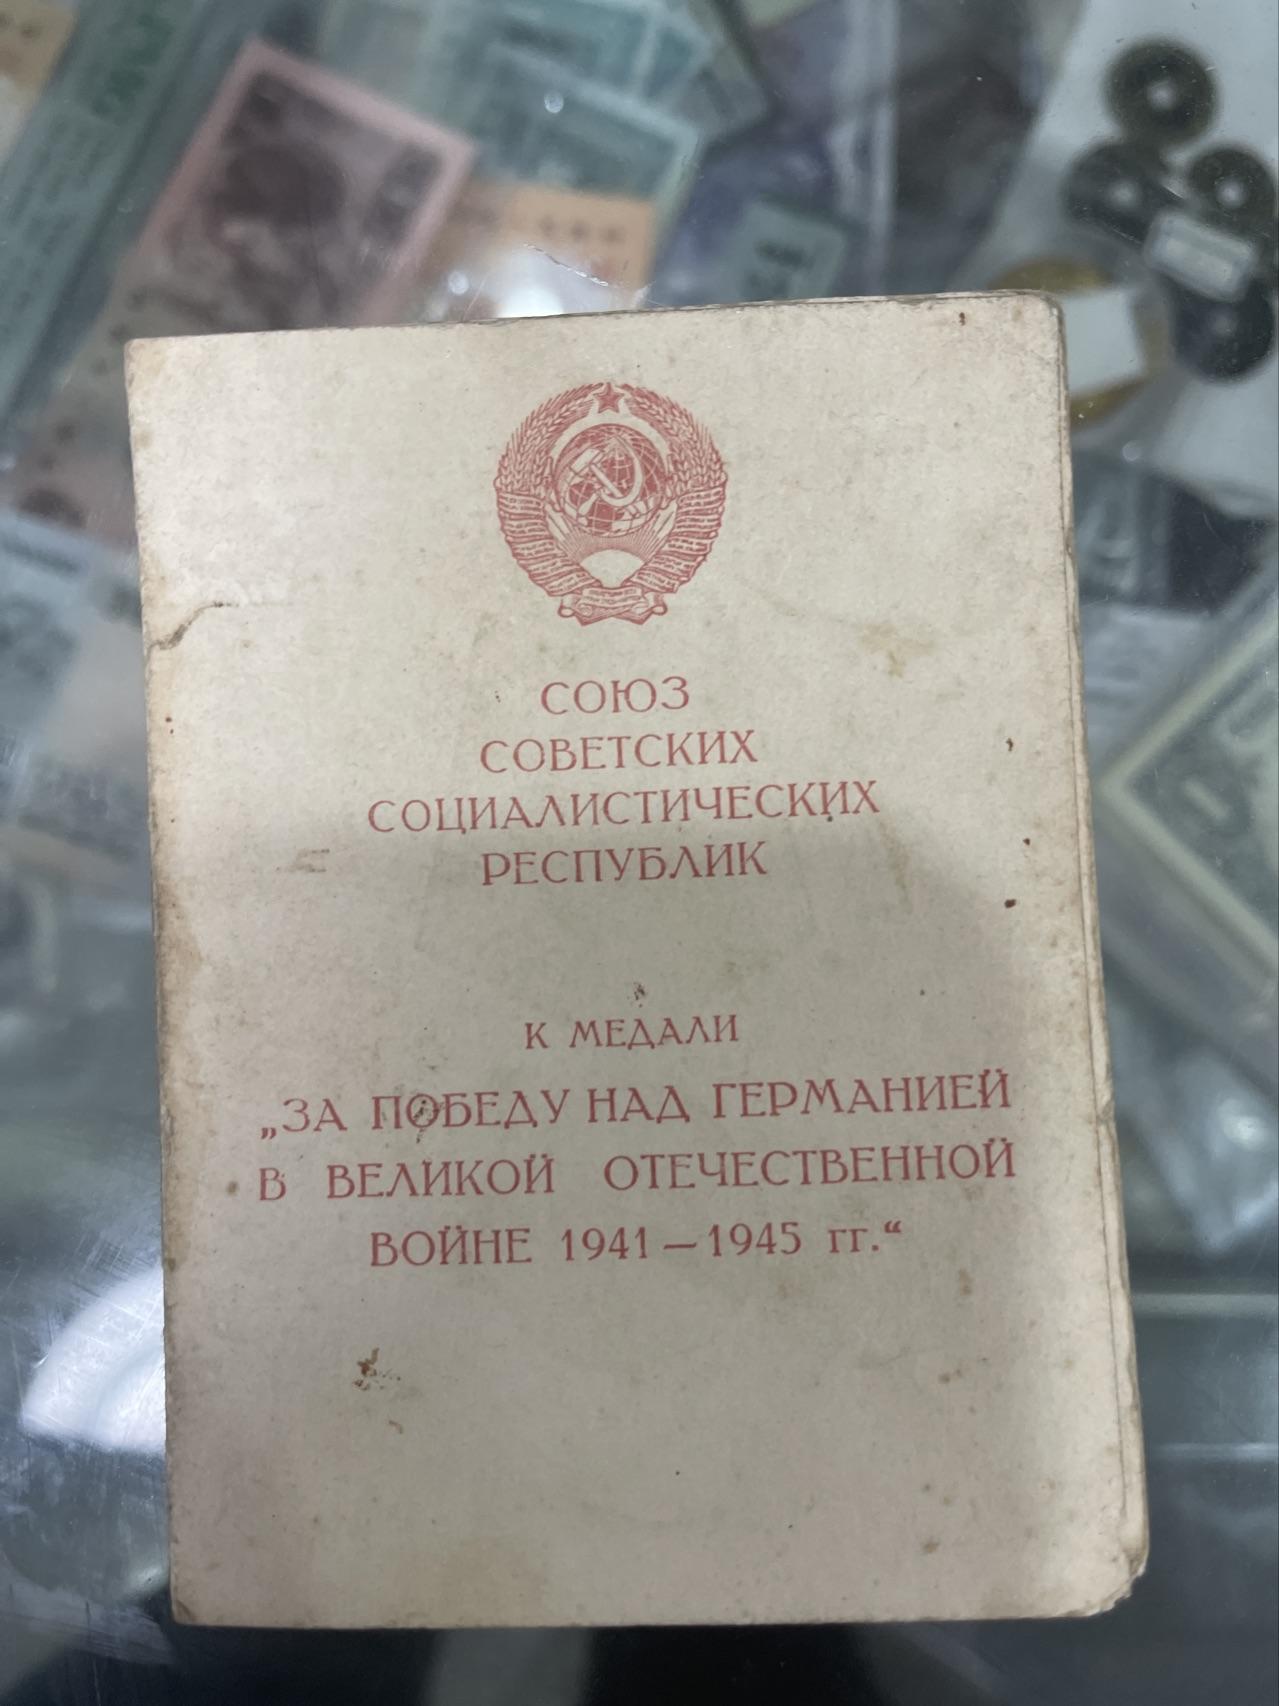 СОЮЗ
СОВЕТСКИХ
СОЦИАЛИСТИЧЕСКИХ
РЕСПУБЛИК
К МЕДАЛИ
„ЗА ПОБЕДУ НАД ГЕРМАНИЕЙ
В ВЕЛИКОЙ ОТЕЧЕСТВЕННОЙ
ВОЙНЕ 1941—1945 гг.“